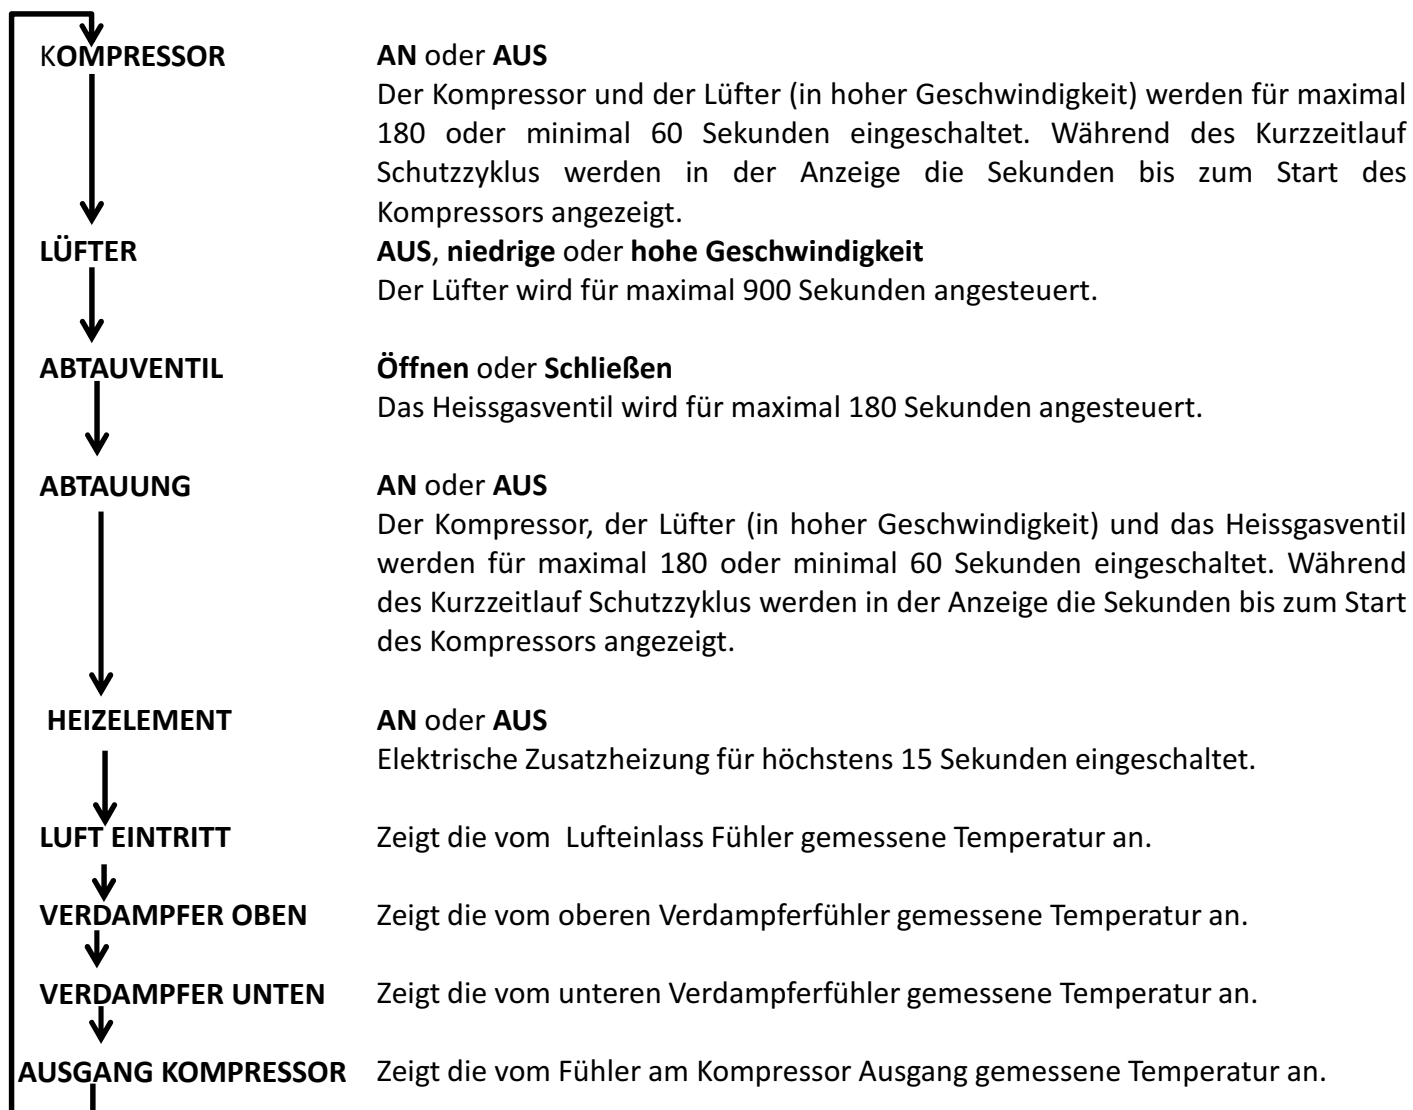 KOMPRESSOR AN oder AUS
Der Kompressor und der Lüfter (in hoher Geschwindigkeit) werden für maximal
180 oder minimal 60 Sekunden eingeschaltet. Während des Kurzzeitlauf
Schutzzyklus werden in der Anzeige die Sekunden bis zum Start des
Kompressors angezeigt.
LÜFTER AUS, niedrige oder hohe Geschwindigkeit
Der Lüfter wird für maximal 900 Sekunden angesteuert.
ABTAUVENTIL Öffnen oder Schließen
Das Heissgasventil wird für maximal 180 Sekunden angesteuert.
ABTAUUNG AN oder AUS
Der Kompressor, der Lüfter (in hoher Geschwindigkeit) und das Heissgasventil
werden für maximal 180 oder minimal 60 Sekunden eingeschaltet. Während
des Kurzzeitlauf Schutzzyklus werden in der Anzeige die Sekunden bis zum Start
des Kompressors angezeigt.
HEIZELEMENT AN oder AUS
Elektrische Zusatzheizung für höchstens 15 Sekunden eingeschaltet.
LUFT EINTRITT Zeigt die vom Lufteinlass Fühler gemessene Temperatur an.
VERDAMPFER OBEN Zeigt die vom oberen Verdampferfühler gemessene Temperatur an.
VERDAMPFER UNTEN Zeigt die vom unteren Verdampferfühler gemessene Temperatur an.
AUSGANG KOMPRESSOR Zeigt die vom Fühler am Kompressor Ausgang gemessene Temperatur an.